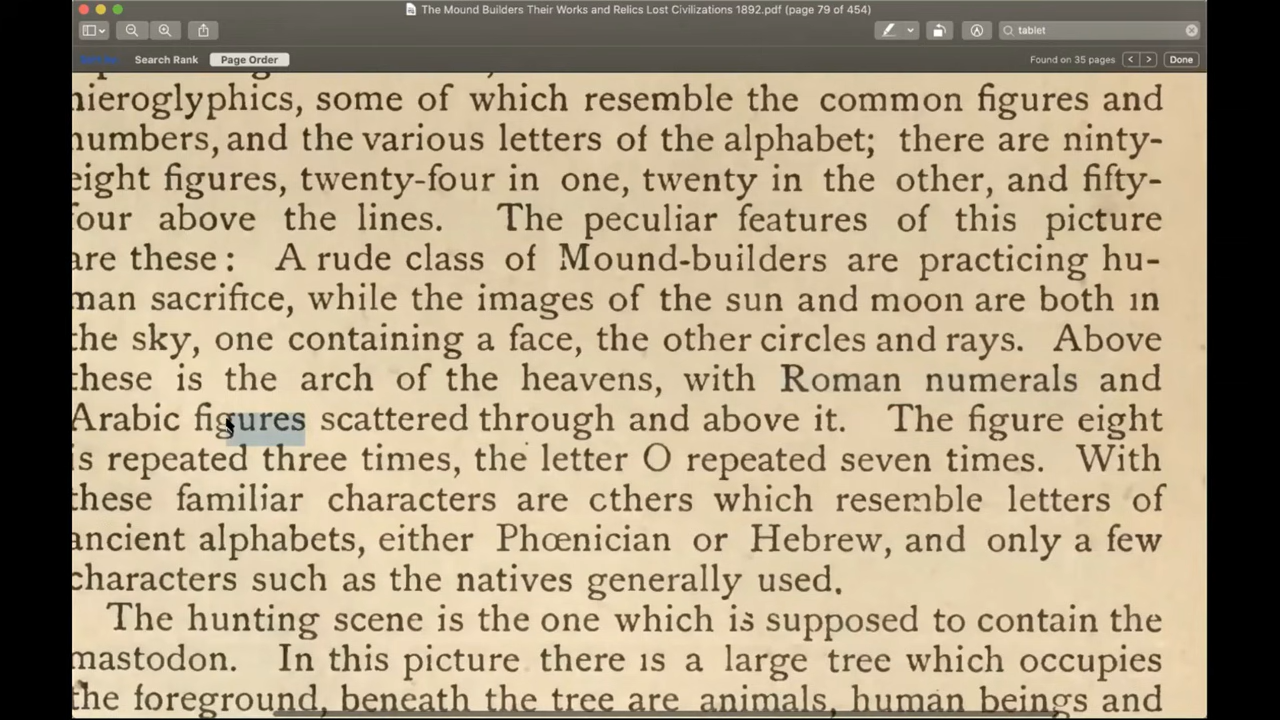 The Mound Builders Their Works and Relics Lost Civilizations 1892.pdf (page 79 of 454)
tablet
Search Rank
Page Order
Found on 35 pages
Done
hieroglyphics, some of which resemble the common figures and
numbers, and the various letters of the alphabet; there are ninty-
eight figures, twenty-four in one, twenty in the other, and fifty-
four above the lines. The peculiar features of this picture
are these: A rude class of Mound-builders are practicing hu-
man sacrifice, while the images of the sun and moon are both in
the sky, one containing a face, the other circles and rays. Above
these is the arch of the heavens, with Roman numerals and
Arabic figures scattered through and above it. The figure eight
is repeated three times, the letter O repeated seven times. With
these familiar characters are cthers which resemble letters of
ancient alphabets, either Phœnician or Hebrew, and only a few
characters such as the natives generally used.
The hunting scene is the one which is supposed to contain the
mastodon. In this picture there is a large tree which occupies
the foreground, beneath the tree are animals, human beings and